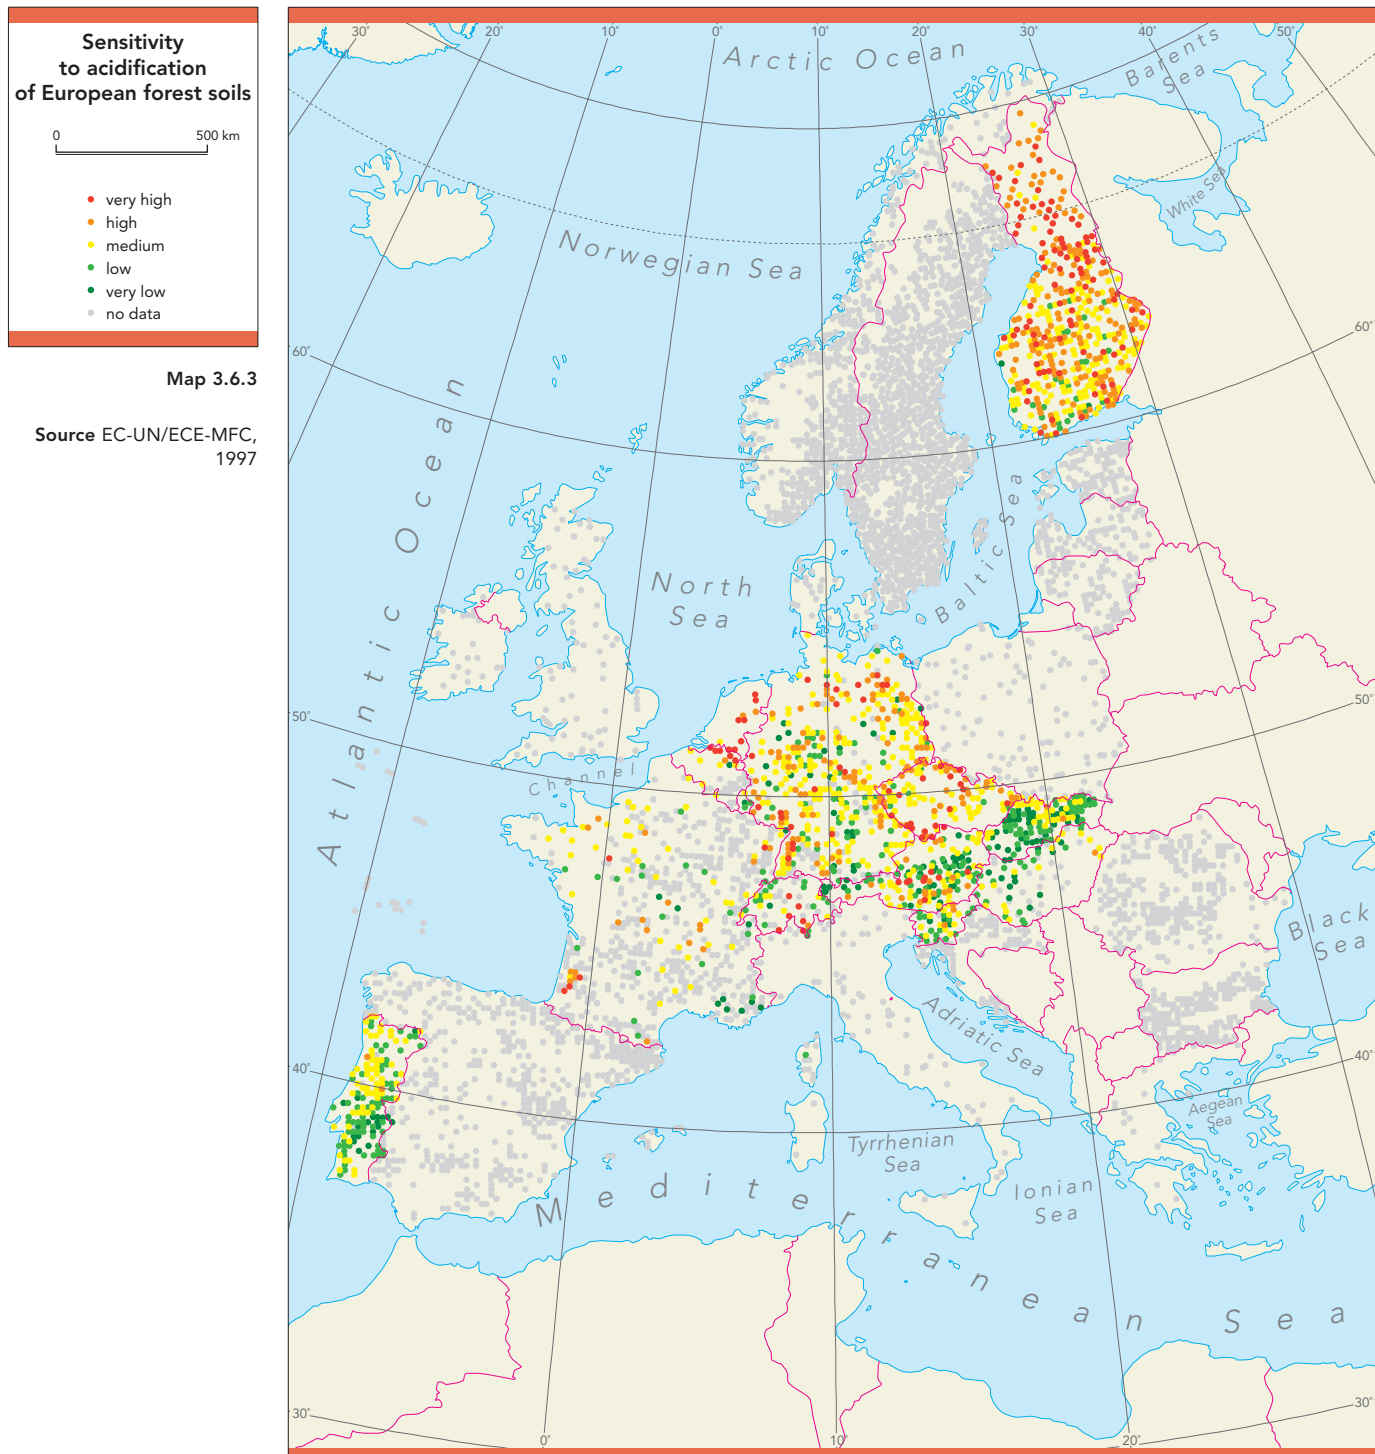 Sensitivity
to acidification
of European forest soils
0 500 km
very high
high
medium
low
very low
no data
Map 3.6.3
Source EC-UN/ECE-MFC,
1997
30° 20° 10° 0° 10° 20° 30° 40° 50°
Arctic Ocean
Barents
Sea
White Sea
Norwegian Sea
60°
60°
Atlantic Ocean
North
Sea
Baltic Sea
50°
50°
Channel
Black
Sea
Adriatic Sea
40°
40°
Aegean
Sea
Tyrrhenian
Sea
Ionian
Sea
Mediterranean Sea
30°
30°
0° 10° 20°